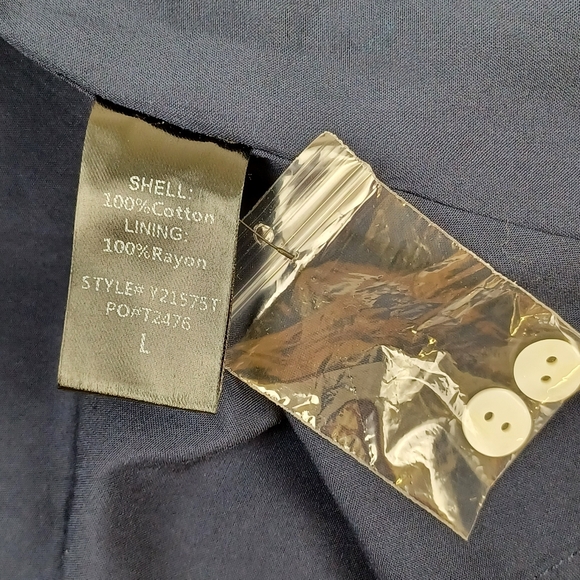 SHELL:
100%Cotton
LINING:
100%Rayon
STYLE# Y21575T
PO#T2476
L